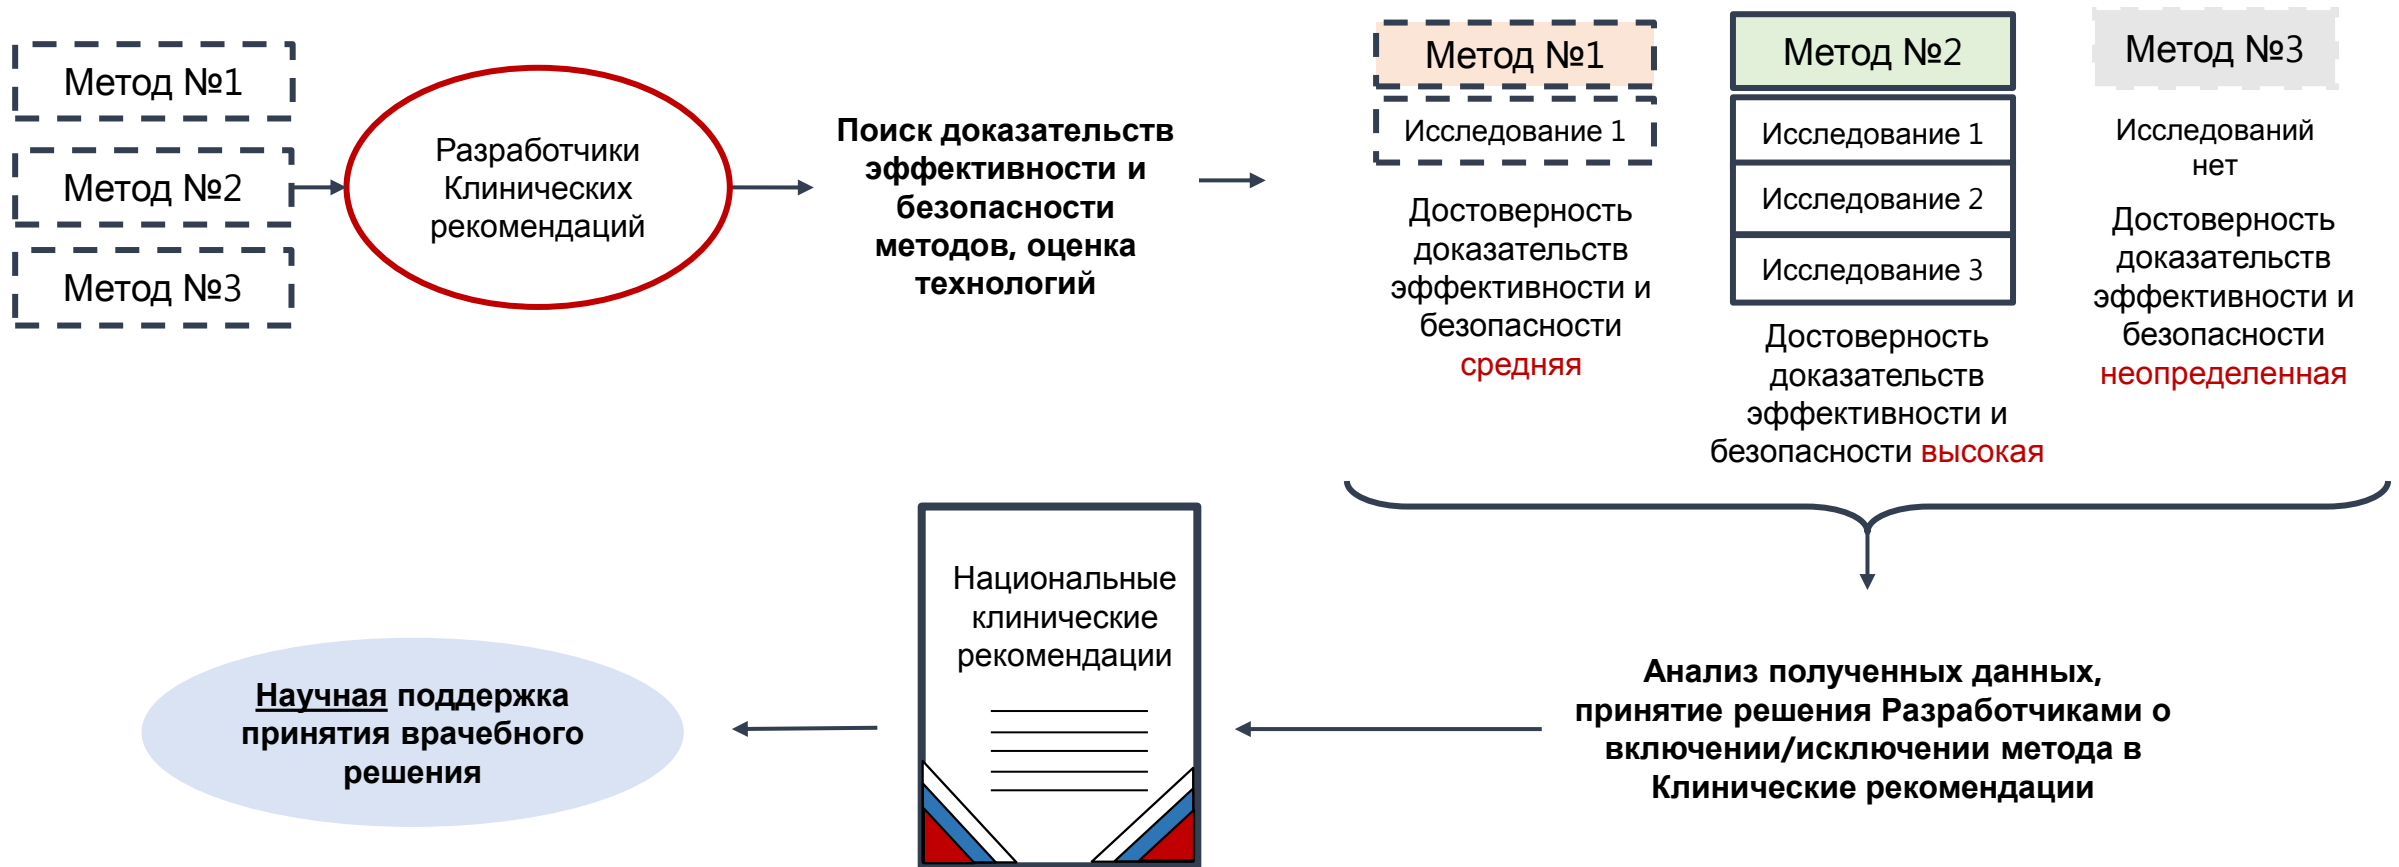 Метод №1
Метод №2
Метод №3
Разработчики
Клинических
рекомендаций
Поиск доказательств
эффективности и
безопасности
методов, оценка
технологий
Метод №1
Исследование 1
Достоверность
доказательств
эффективности и
безопасности
средняя
Метод №2
Исследование 1
Исследование 2
Исследование 3
Достоверность
доказательств
эффективности и
безопасности высокая
Метод №3
Исследований
нет
Достоверность
доказательств
эффективности и
безопасности
неопределенная
Анализ полученных данных,
принятие решения Разработчиками о
включении/исключении метода в
Клинические рекомендации
Национальные
клинические
рекомендации
Научная поддержка
принятия врачебного
решения